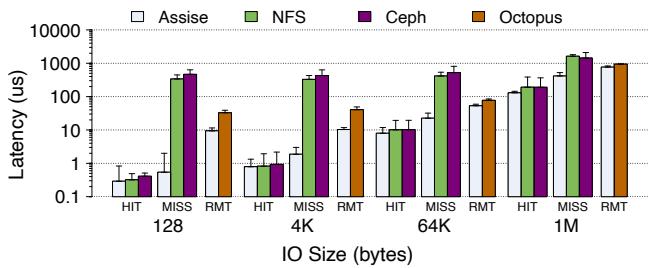 Assise NFS Ceph Octopus
10000
1000
100
10
1
0.1
Latency (us)
HIT MISS RMT HIT MISS RMT HIT MISS RMT HIT MISS RMT
128 4K 64K 1M
IO Size (bytes)